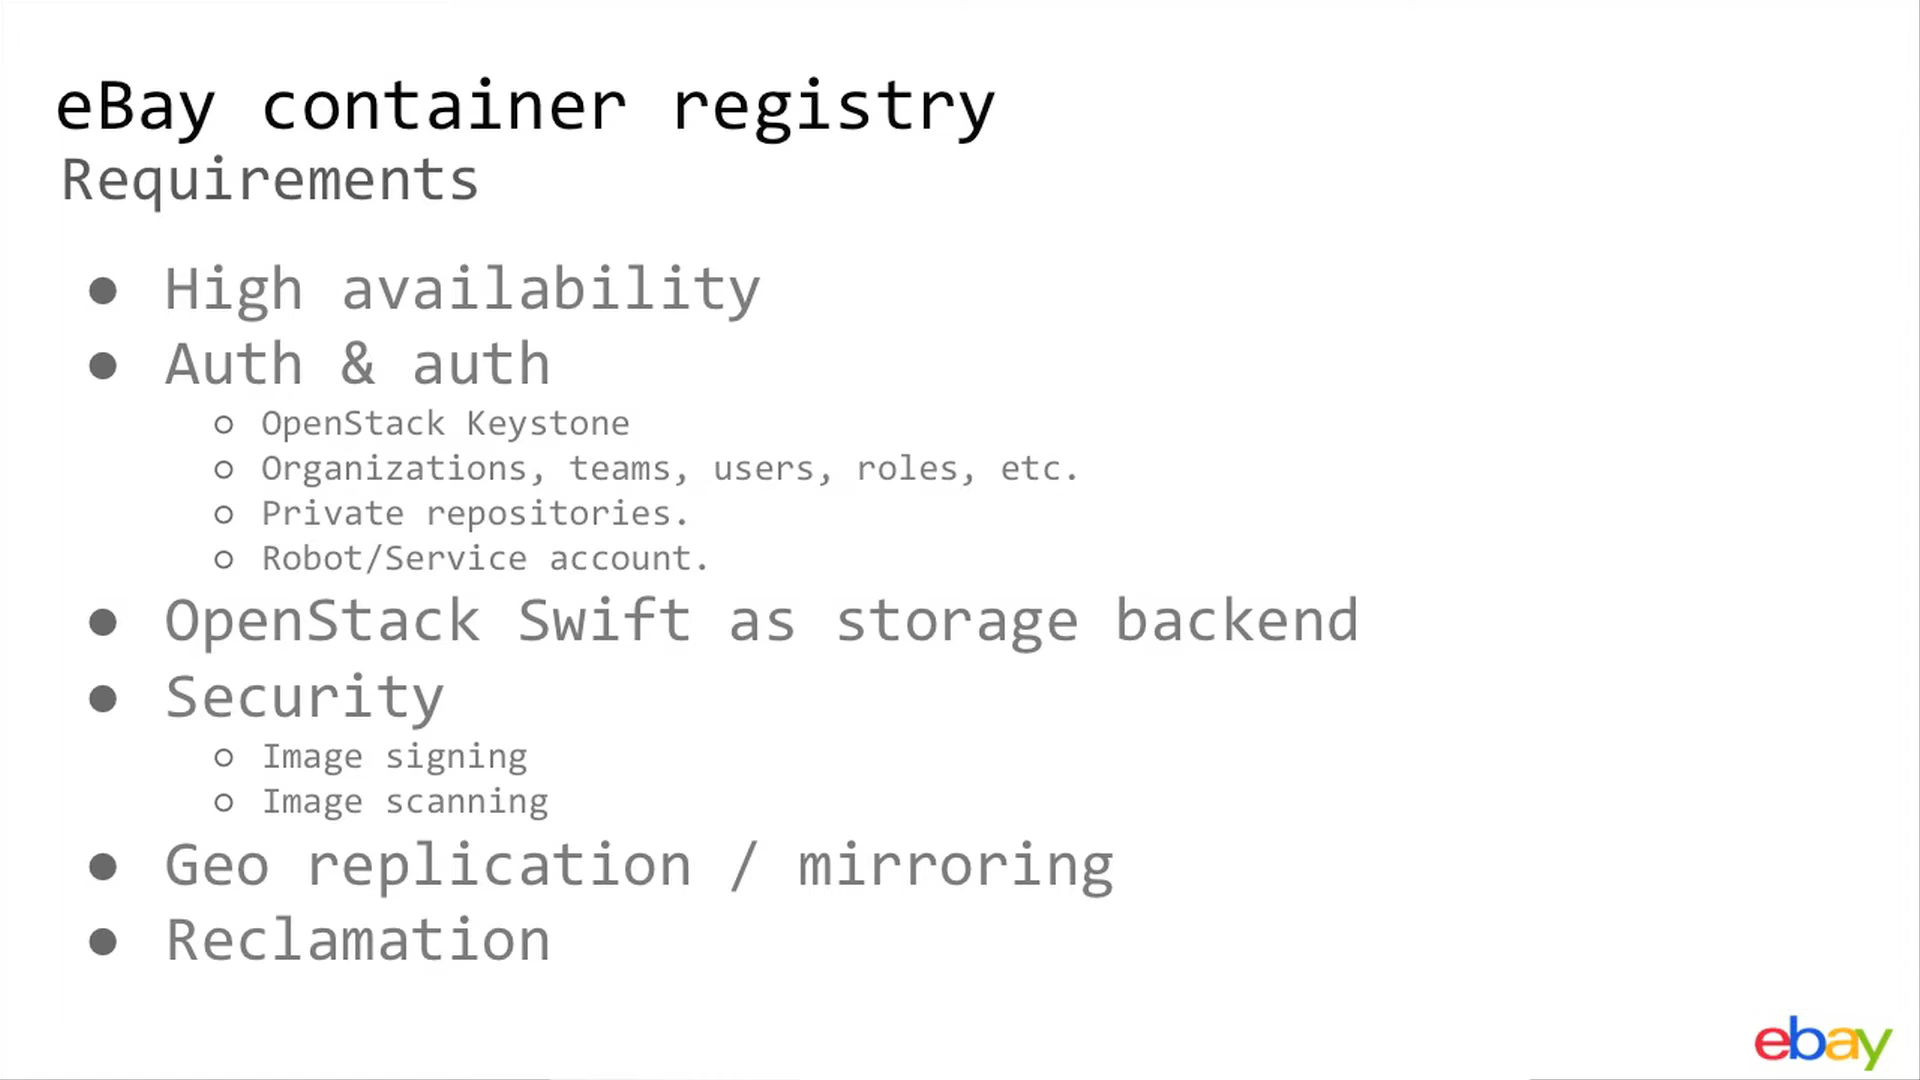 eBay container registry
Requirements
● High availability
● Auth & auth
○ OpenStack Keystone
○ Organizations, teams, users, roles, etc.
○ Private repositories.
○ Robot/Service account.
● OpenStack Swift as storage backend
● Security
○ Image signing
○ Image scanning
● Geo replication / mirroring
● Reclamation
ebay